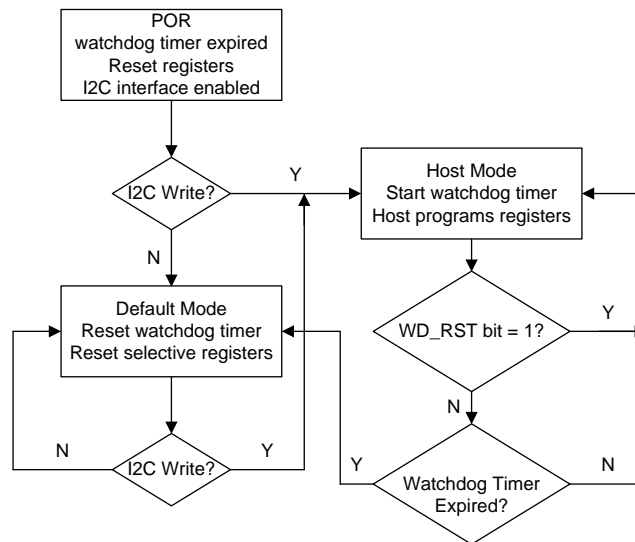 POR
watchdog timer expired
Reset registers
I2C interface enabled
I2C Write?
Y
N
Host Mode
Start watchdog timer
Host programs registers
Default Mode
Reset watchdog timer
Reset selective registers
WD_RST bit = 1?
Y
N
I2C Write?
N
Y
Watchdog Timer
Expired?
Y
N